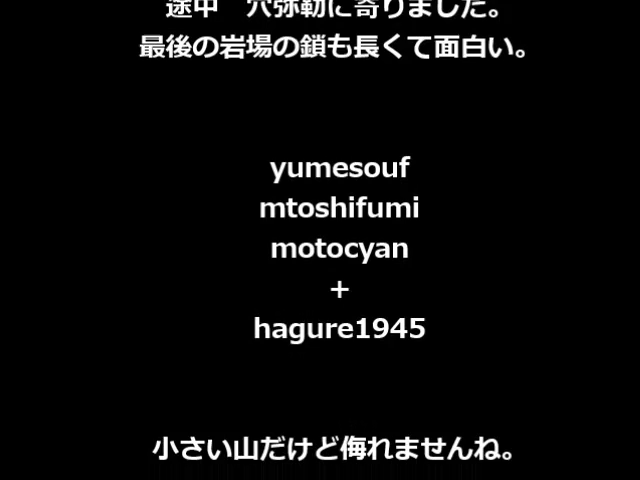 途中　穴弥勒に寄りました。
最後の岩場の鎖も長くて面白い。
yumesouf
mtoshifumi
motocyan
+
hagure1945
小さい山だけど侮れませんね。